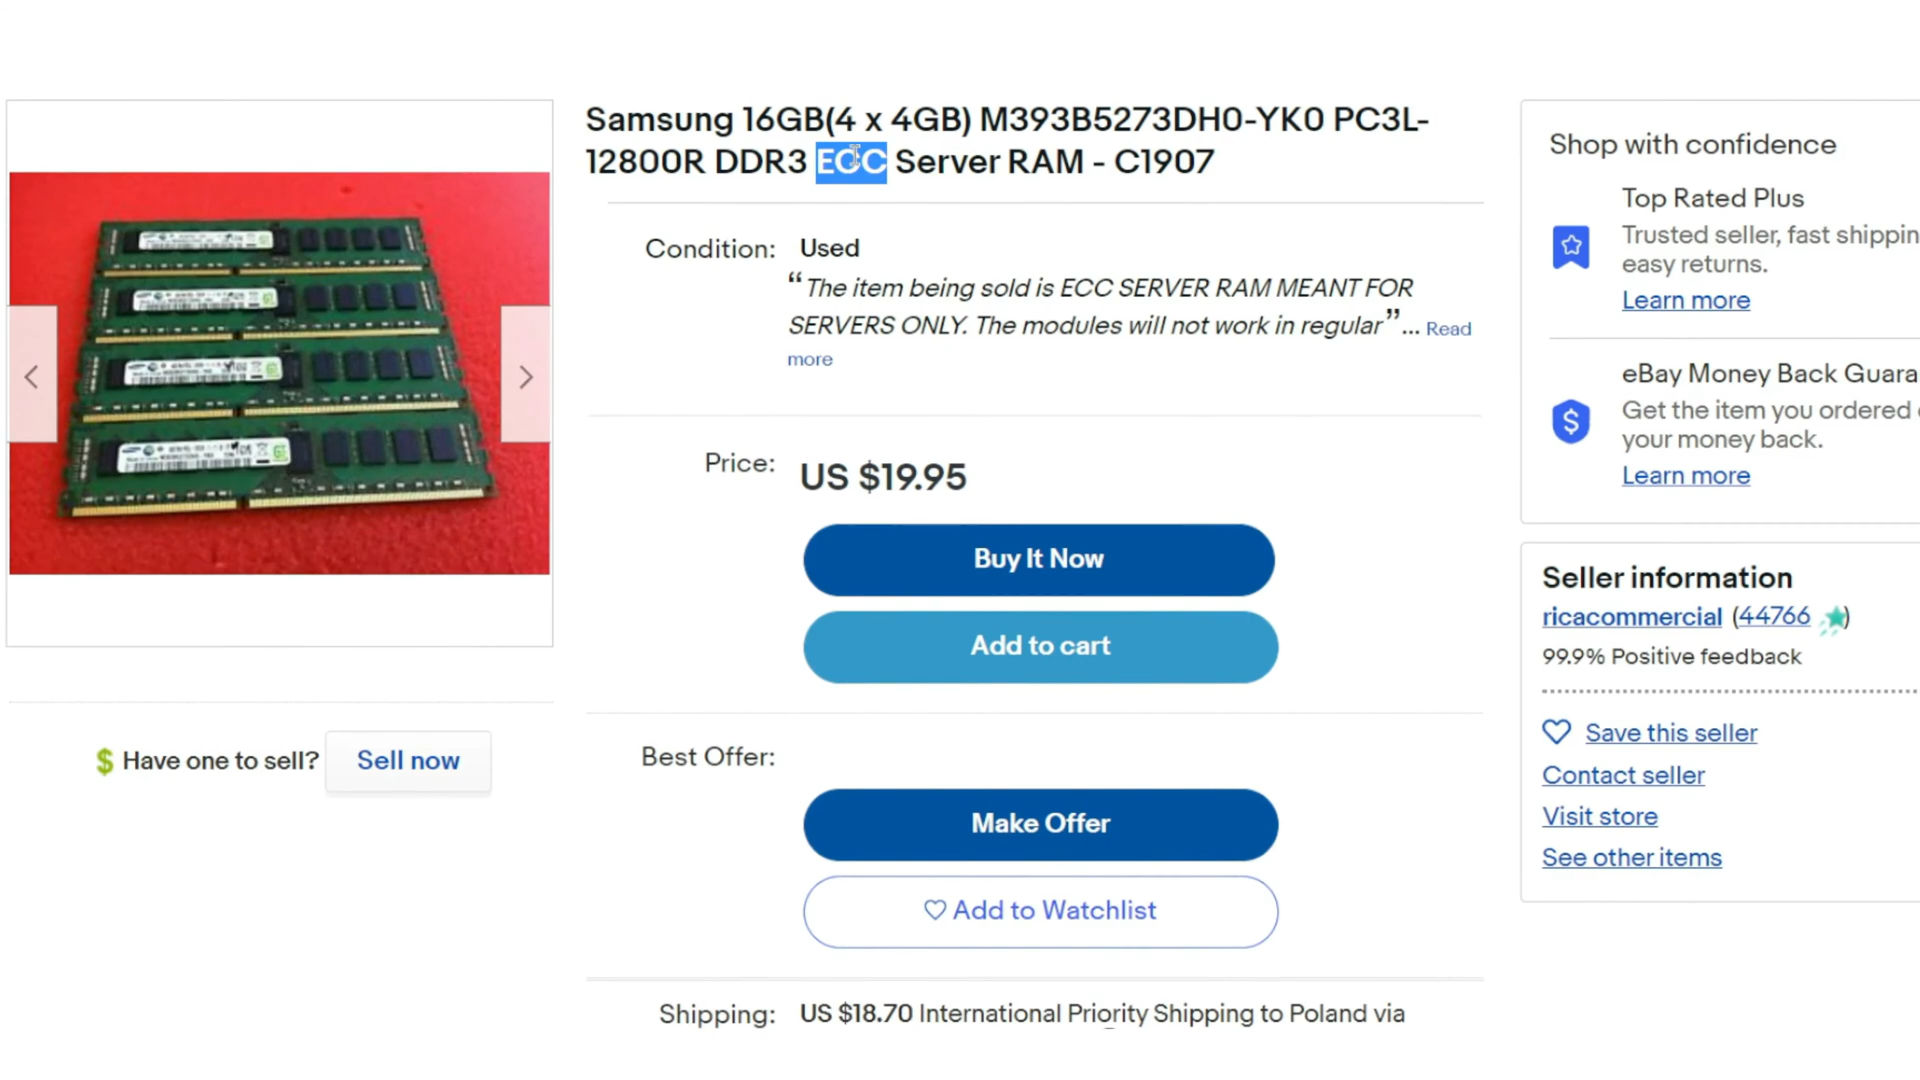 Samsung 16GB(4 x 4GB) M393B5273DH0-YK0 PC3L-
12800R DDR3 ECC Server RAM - C1907
Condition: Used
“The item being sold is ECC SERVER RAM MEANT FOR
SERVERS ONLY. The modules will not work in regular”... Read
more
Price: US $19.95
Buy It Now
Add to cart
Best Offer:
Make Offer
Add to Watchlist
Shipping: US $18.70 International Priority Shipping to Poland via
$ Have one to sell? Sell now
Shop with confidence
Top Rated Plus
Trusted seller, fast shippin
easy returns.
Learn more
eBay Money Back Guara
Get the item you ordered
your money back.
Learn more
Seller information
ricacommercial (44766)
99.9% Positive feedback
Save this seller
Contact seller
Visit store
See other items